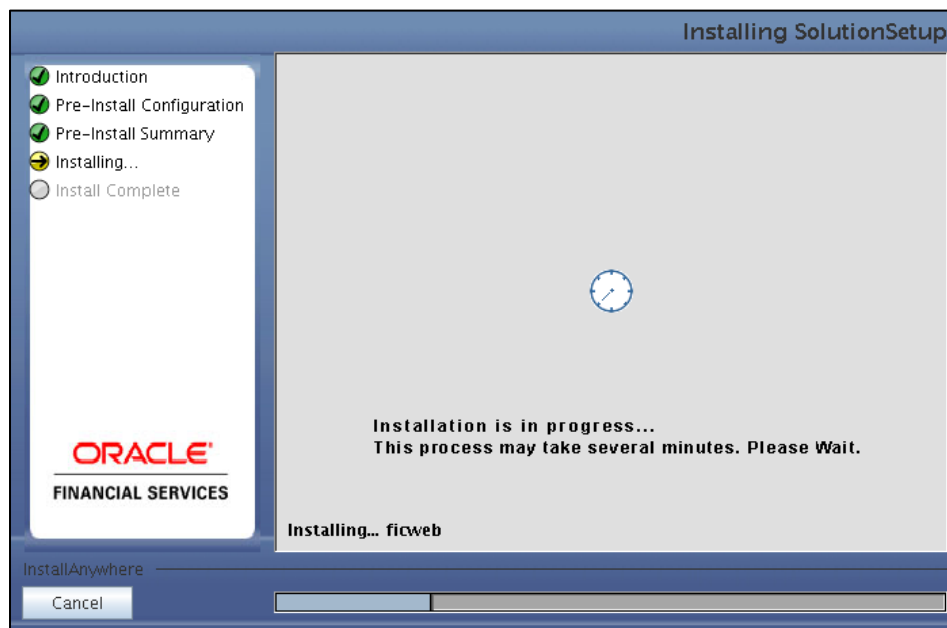 Installing SolutionSetup
Introduction
Pre-Install Configuration
Pre-Install Summary
Installing...
Install Complete
Installation is in progress...
This process may take several minutes. Please Wait.
ORACLE
FINANCIAL SERVICES
Installing... ficweb
InstallAnywhere
Cancel